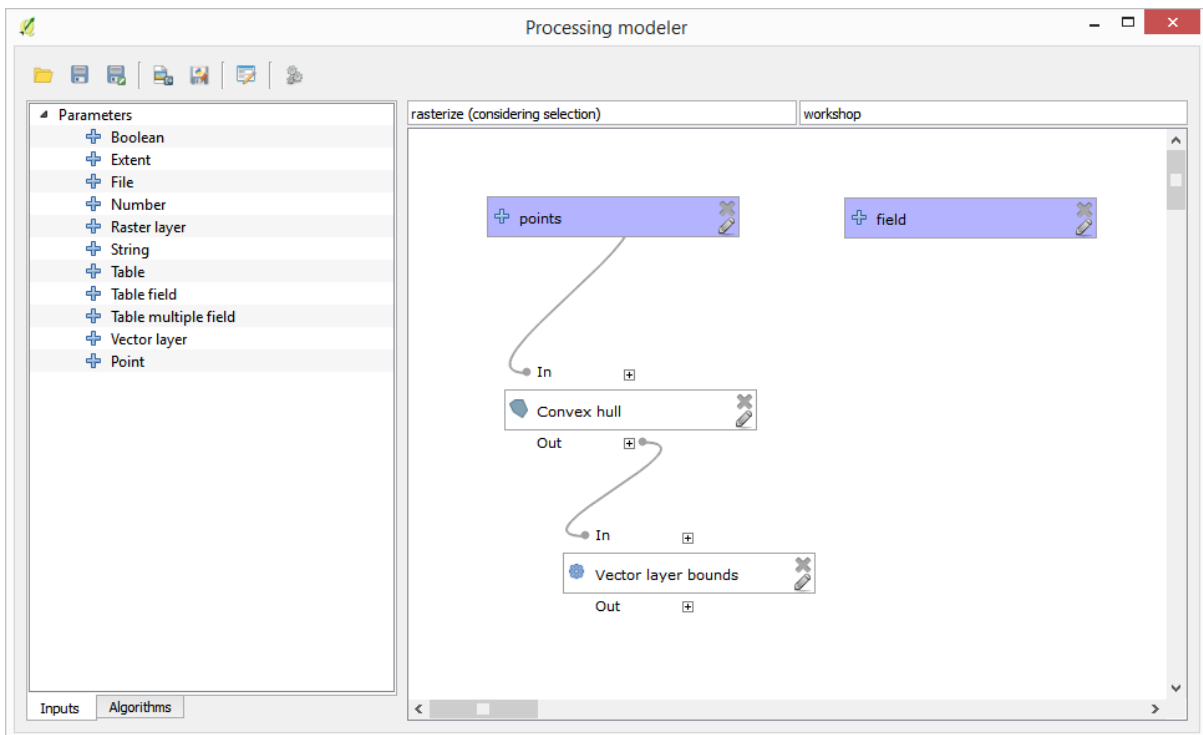 Processing modeler
Parameters
Boolean
Extent
File
Number
Raster layer
String
Table
Table field
Table multiple field
Vector layer
Point
Inputs
Algorithms
rasterize (considering selection)
workshop
points
field
In
Convex hull
Out
In
Vector layer bounds
Out